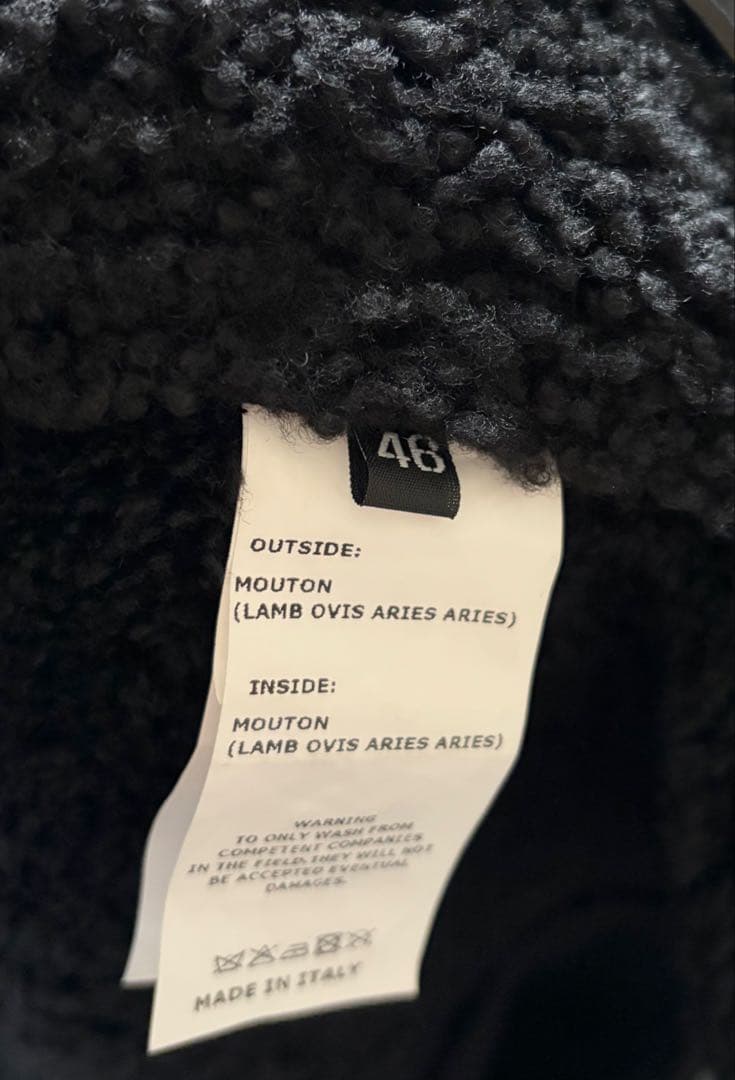 46
OUTSIDE:
MOUTON
(LAMB OVIS ARIES ARIES)
INSIDE:
MOUTON
(LAMB OVIS ARIES ARIES)
WARNING
TO ONLY WASH FROM
COMPETENT COMPANIES
IN THE FIELD. THEY WILL NOT
BE ACCEPTED EVENTUAL
DAMAGES.
MADE IN ITALY